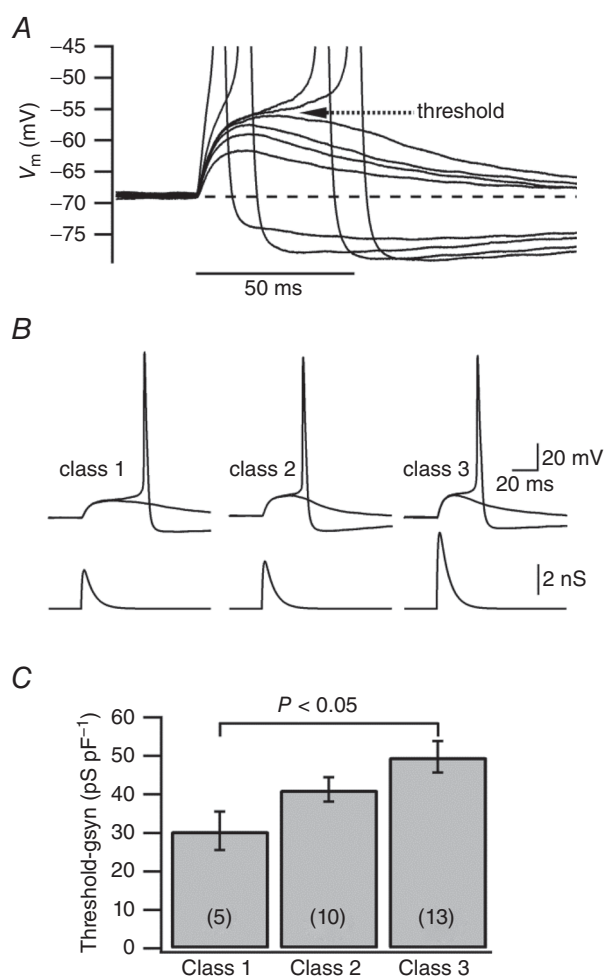 A
−45
−50
−55
−60
−65
−70
−75
Vm (mV)
threshold
50 ms
B
class 1
class 2
class 3
20 mV
20 ms
2 nS
C
P < 0.05
Threshold-gsyn (pS pF−1)
60
50
40
30
20
10
0
(5)
(10)
(13)
Class 1
Class 2
Class 3